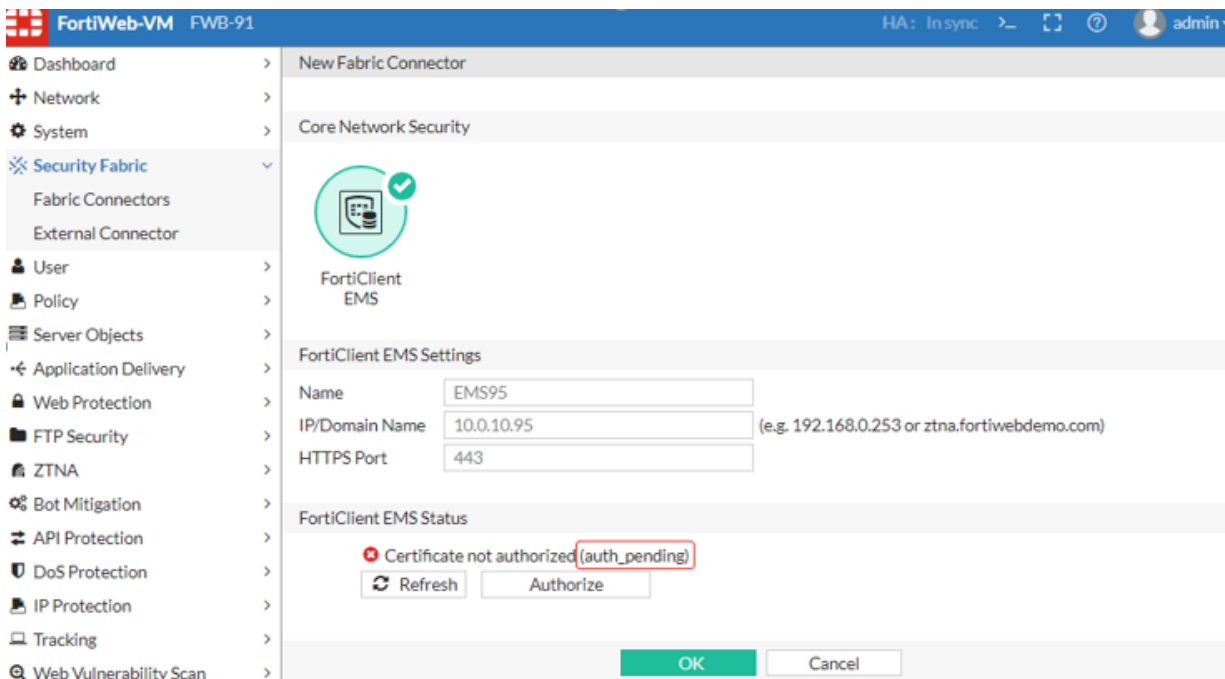 FortiWeb-VM FWB-91 HA: In sync >_ admin
Dashboard
Network
System
Security Fabric
Fabric Connectors
External Connector
User
Policy
Server Objects
Application Delivery
Web Protection
FTP Security
ZTNA
Bot Mitigation
API Protection
DoS Protection
IP Protection
Tracking
Web Vulnerability Scan
New Fabric Connector
Core Network Security
FortiClient
EMS
FortiClient EMS Settings
Name EMS95
IP/Domain Name 10.0.10.95 (e.g. 192.168.0.253 or ztna.fortiwebdemo.com)
HTTPS Port 443
FortiClient EMS Status
Certificate not authorized (auth_pending)
Refresh Authorize
OK Cancel